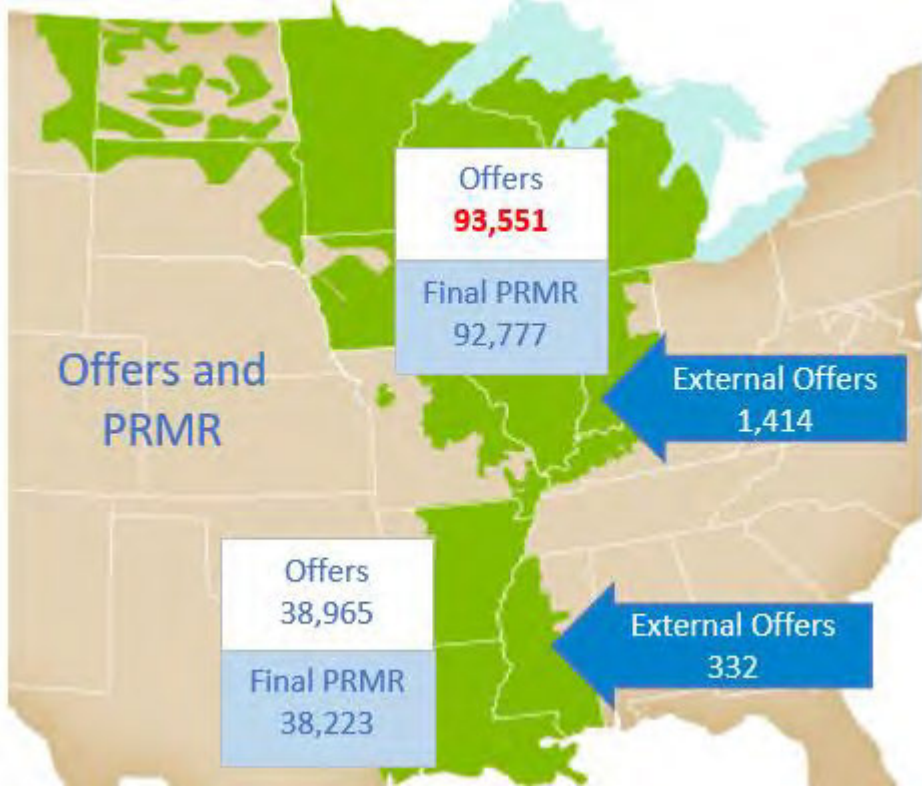 Offers
93,551
Final PRMR
92,777
Offers and
PRMR
External Offers
1,414
Offers
38,965
Final PRMR
38,223
External Offers
332